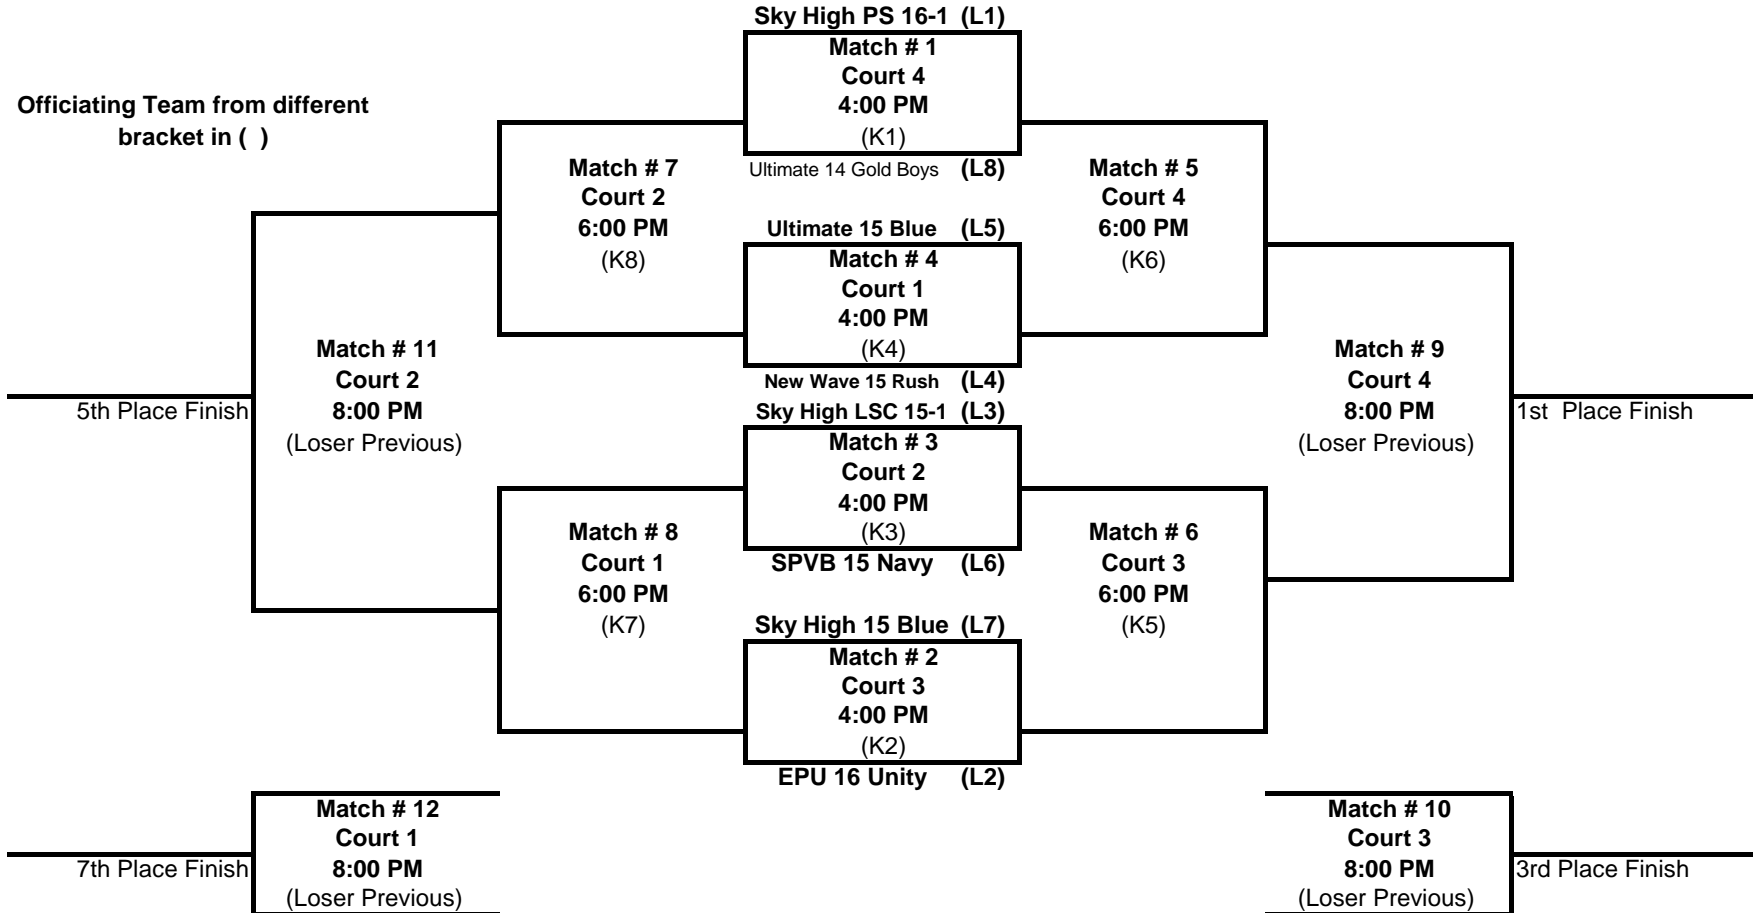 Sky High PS 16-1 (L1)
Match # 1
Court 4
4:00 PM
(K1)
Ultimate 14 Gold Boys (L8)
Officiating Team from different
bracket in ( )
Match # 7
Court 2
6:00 PM
(K8)
Match # 5
Court 4
6:00 PM
(K6)
Ultimate 15 Blue (L5)
Match # 4
Court 1
4:00 PM
(K4)
New Wave 15 Rush (L4)
Match # 11
Court 2
8:00 PM
(Loser Previous)
5th Place Finish
Match # 9
Court 4
8:00 PM
(Loser Previous)
1st  Place Finish
Sky High LSC 15-1 (L3)
Match # 3
Court 2
4:00 PM
(K3)
SPVB 15 Navy (L6)
Match # 8
Court 1
6:00 PM
(K7)
Match # 6
Court 3
6:00 PM
(K5)
Sky High 15 Blue (L7)
Match # 2
Court 3
4:00 PM
(K2)
EPU 16 Unity (L2)
Match # 12
Court 1
8:00 PM
(Loser Previous)
7th Place Finish
Match # 10
Court 3
8:00 PM
(Loser Previous)
3rd Place Finish